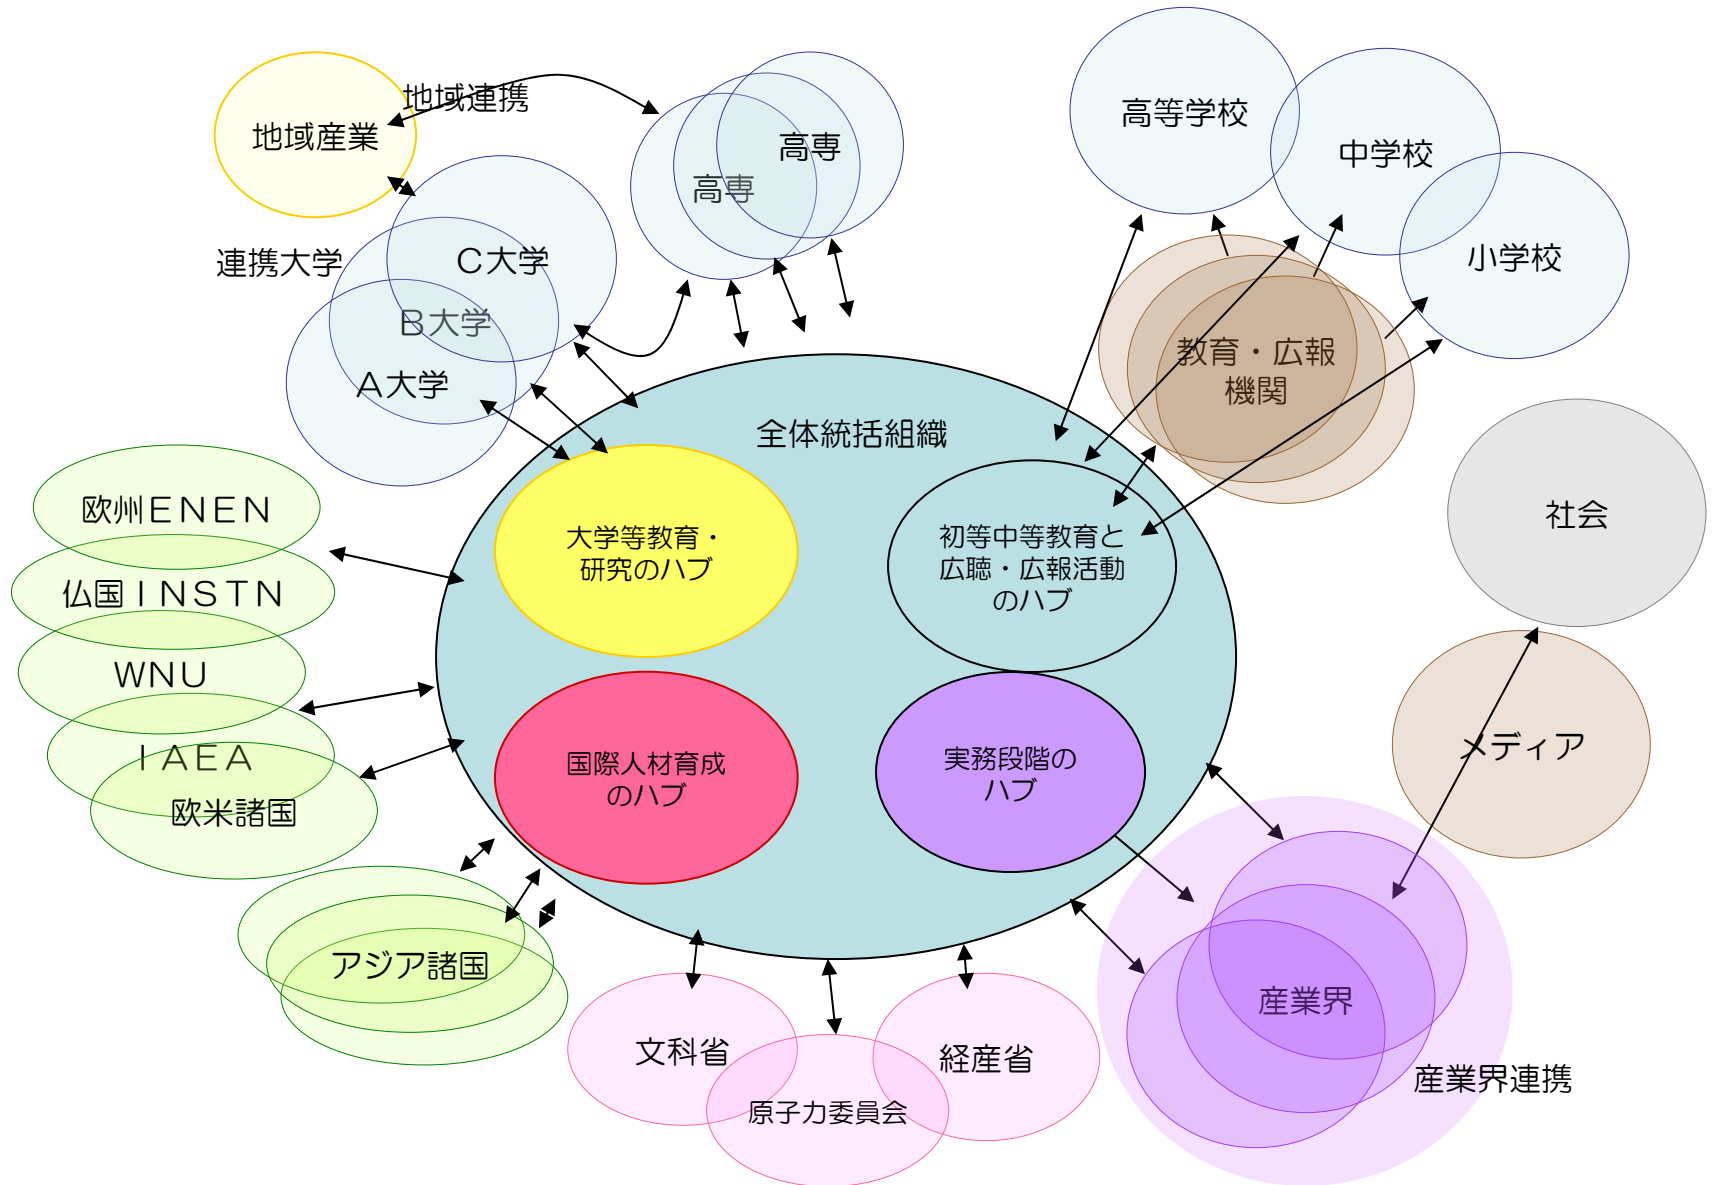 地域連携
地域産業
高専
高専
高等学校
中学校
小学校
連携大学
Ｃ大学
Ｂ大学
Ａ大学
教育・広報
機関
全体統括組織
社会
欧州ＥＮＥＮ
仏国ＩＮＳＴＮ
ＷＮＵ
ＩＡＥＡ
欧米諸国
大学等教育・
研究のハブ
初等中等教育と
広聴・広報活動
のハブ
メディア
国際人材育成
のハブ
実務段階の
ハブ
アジア諸国
産業界
文科省
経産省
原子力委員会
産業界連携